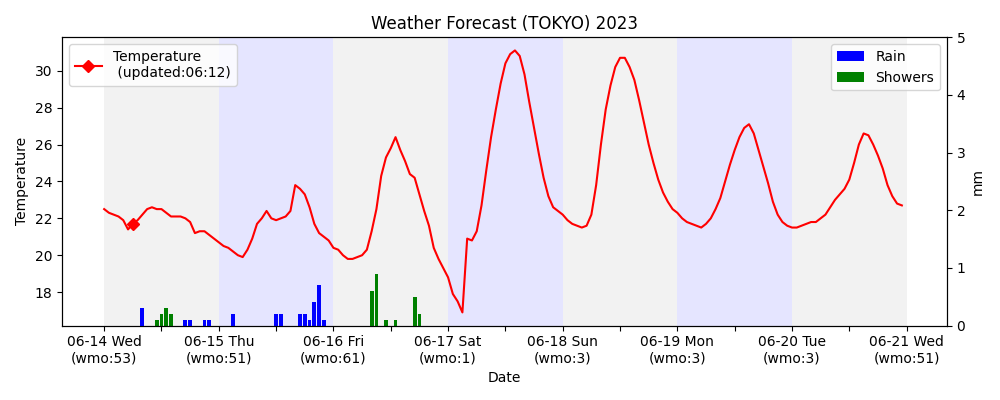 Weather Forecast (TOKYO) 2023
Temperature
(updated:06:12)
Rain
Showers
Temperature
30
28
26
24
22
20
18
5
4
3
2
1
0
mm
06-14 Wed
(wmo:53)
06-15 Thu
(wmo:51)
06-16 Fri
(wmo:61)
06-17 Sat
(wmo:1)
06-18 Sun
(wmo:3)
06-19 Mon
(wmo:3)
06-20 Tue
(wmo:3)
06-21 Wed
(wmo:51)
Date